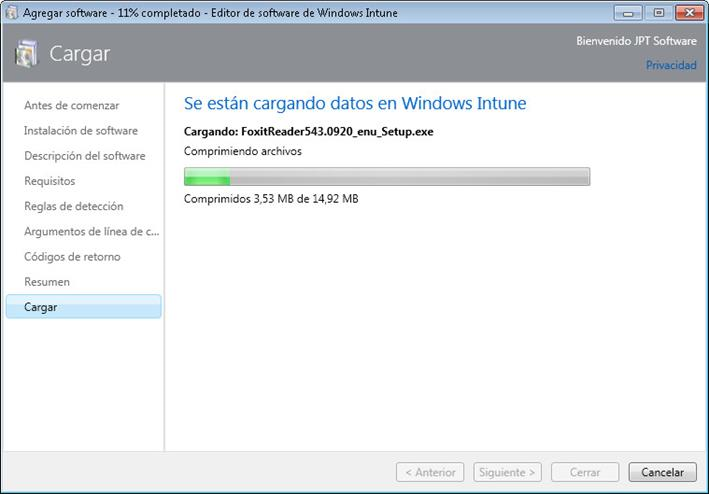 Agregar software - 11% completado - Editor de software de Windows Intune
Cargar
Bienvenido JPT Software
Privacidad
Antes de comenzar
Instalación de software
Descripción del software
Requisitos
Reglas de detección
Argumentos de línea de c...
Códigos de retorno
Resumen
Cargar
Se están cargando datos en Windows Intune
Cargando: FoxitReader543.0920_enu_Setup.exe
Comprimiendo archivos
Comprimidos 3,53 MB de 14,92 MB
< Anterior
Siguiente >
Cerrar
Cancelar